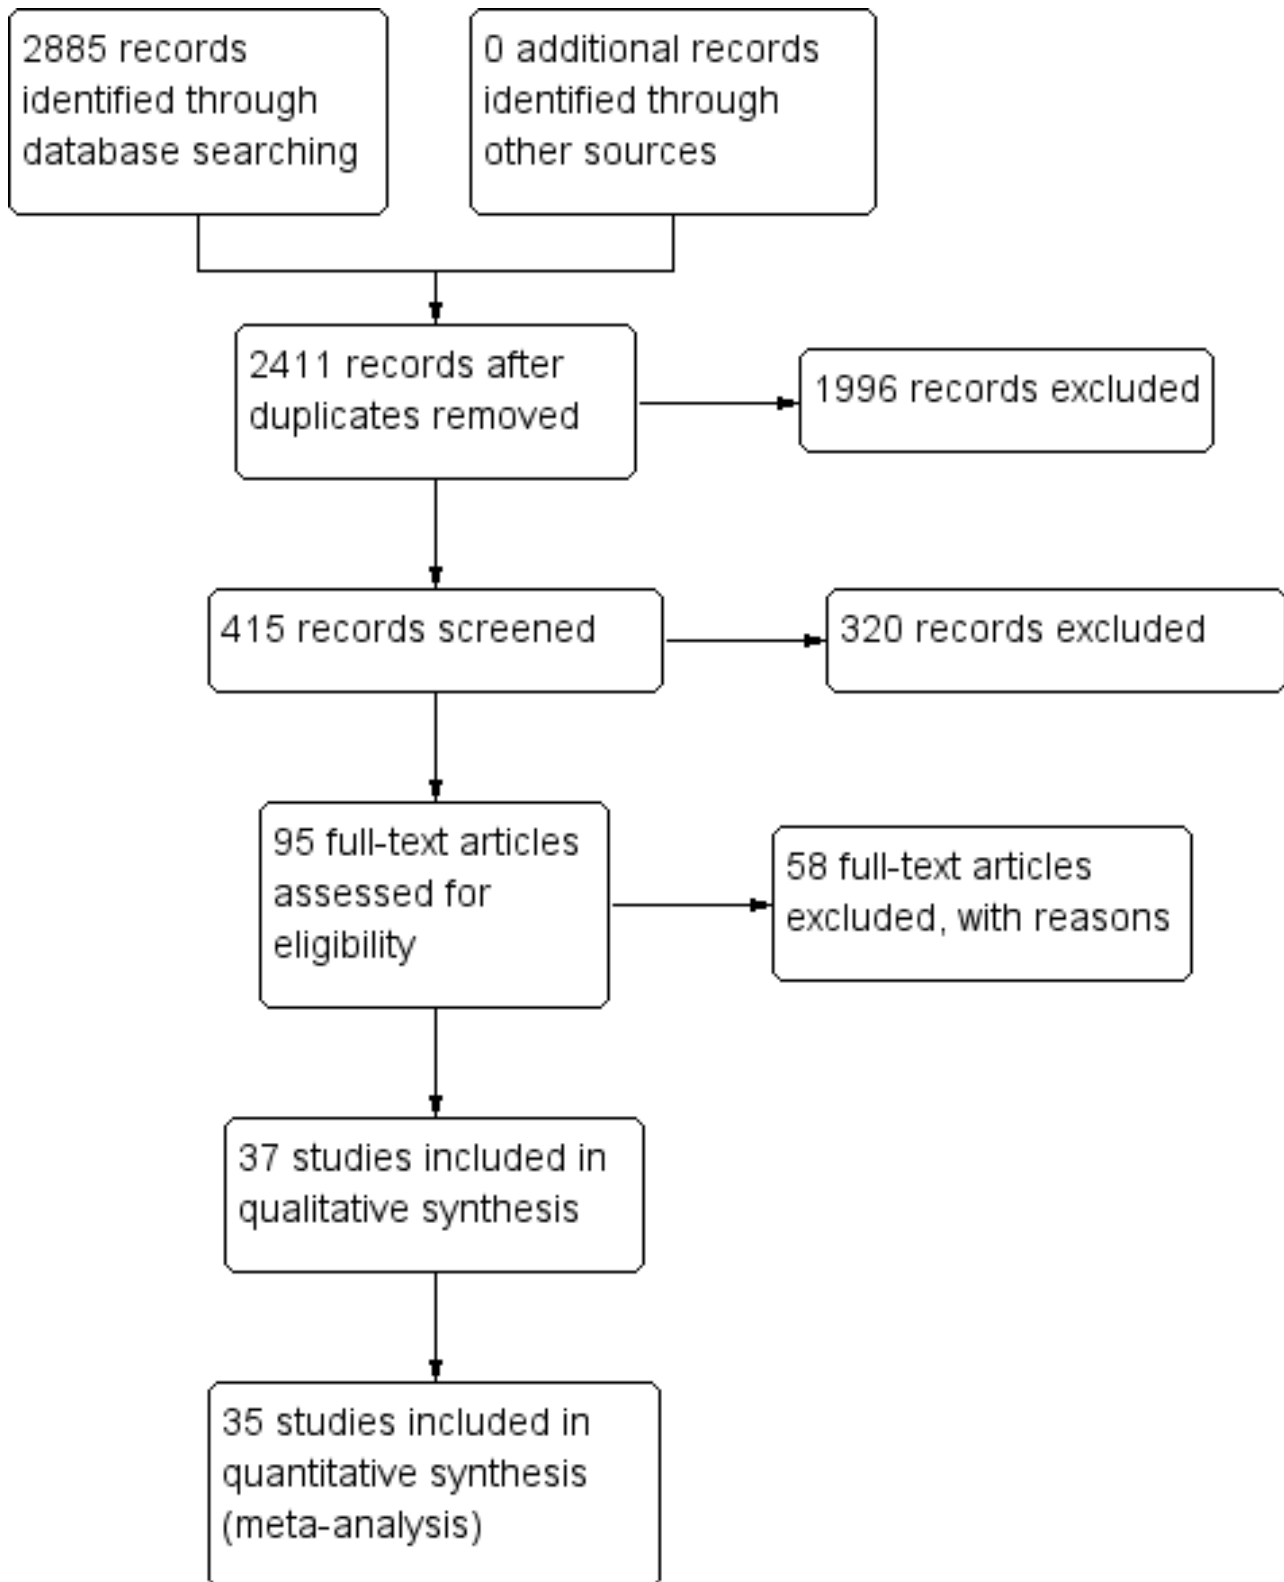 2885 records
identified through
database searching
0 additional records
identified through
other sources
2411 records after
duplicates removed
1996 records excluded
415 records screened
320 records excluded
95 full-text articles
assessed for
eligibility
58 full-text articles
excluded, with reasons
37 studies included in
qualitative synthesis
35 studies included in
quantitative synthesis
(meta-analysis)